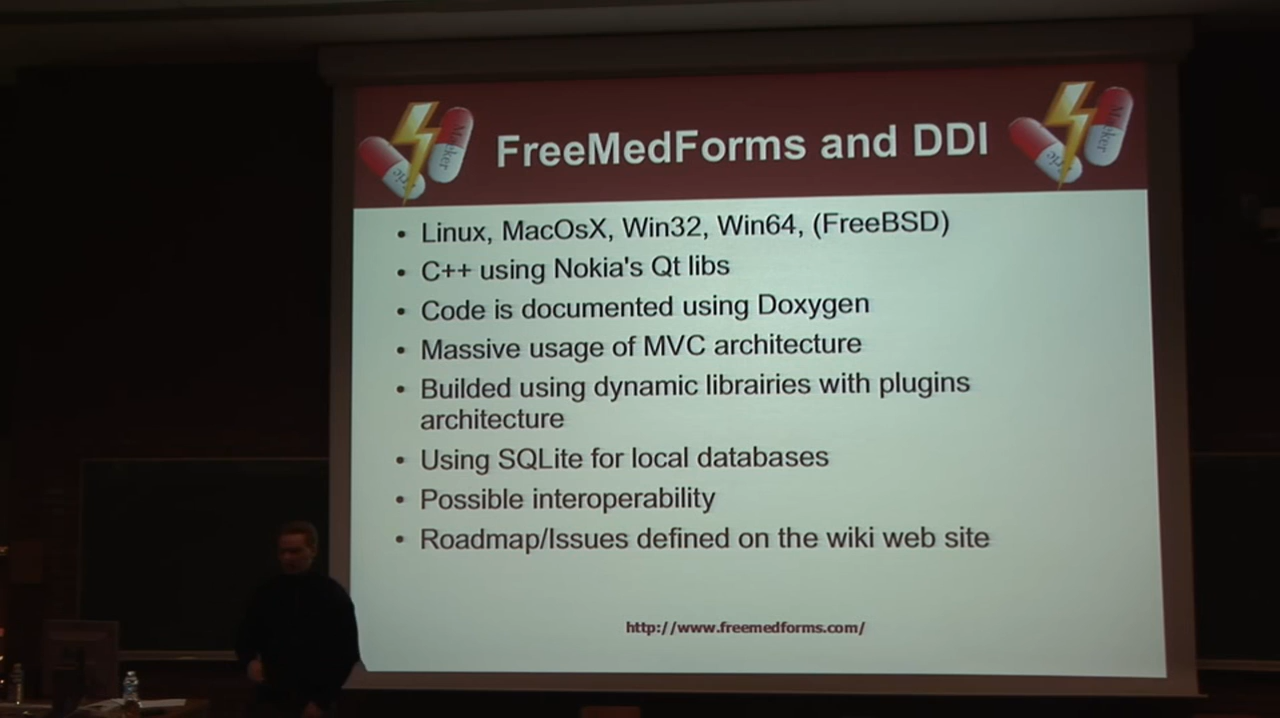 FreeMedForms and DDI
• Linux, MacOsX, Win32, Win64, (FreeBSD)
• C++ using Nokia's Qt libs
• Code is documented using Doxygen
• Massive usage of MVC architecture
• Builded using dynamic librairies with plugins
architecture
• Using SQLite for local databases
• Possible interoperability
• Roadmap/Issues defined on the wiki web site
http://www.freemedforms.com/